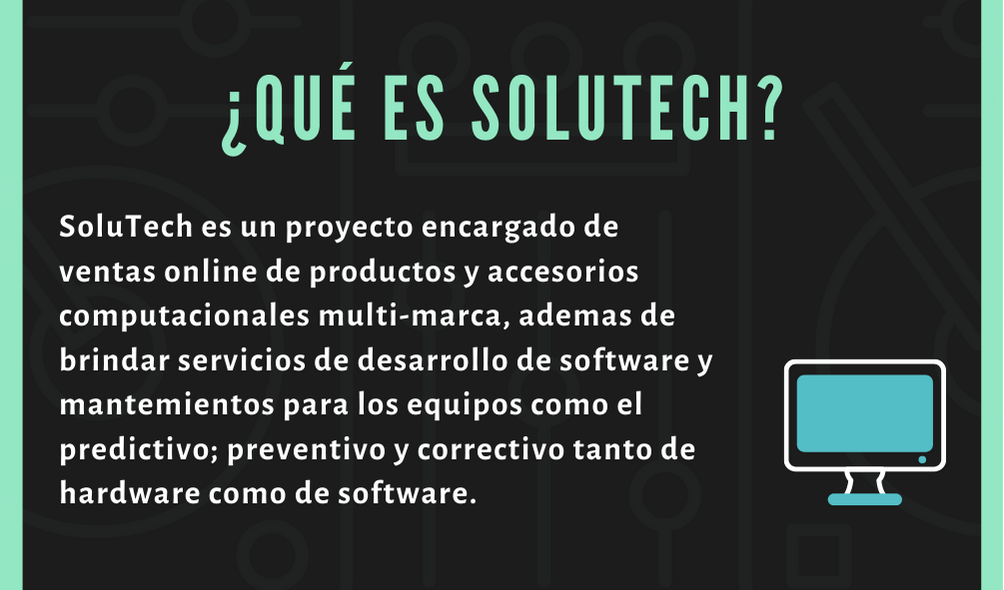 ¿QUÉ ES SOLUTECH?
SoluTech es un proyecto encargado de
ventas online de productos y accesorios
computacionales multi-marca, ademas de
brindar servicios de desarrollo de software y
mantemientos para los equipos como el
predictivo; preventivo y correctivo tanto de
hardware como de software.